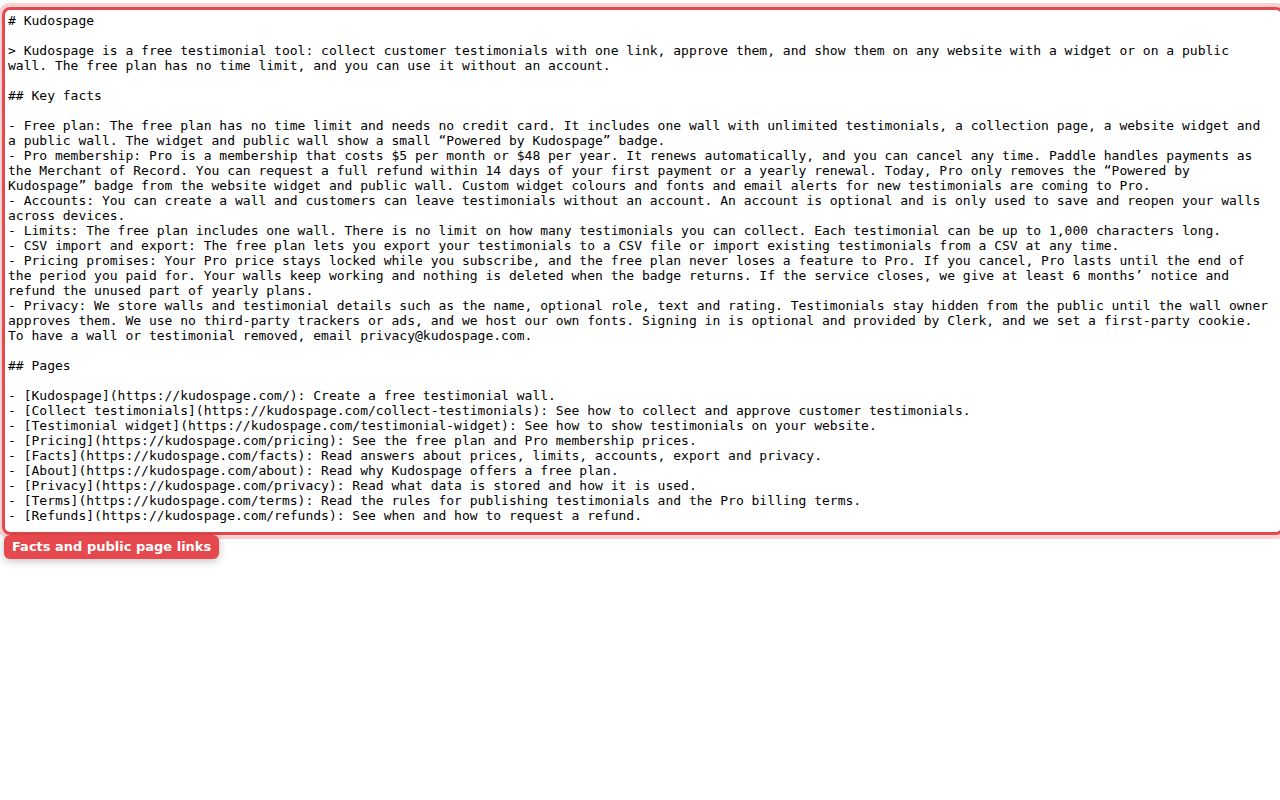 # Kudospage
> Kudospage is a free testimonial tool: collect customer testimonials with one link, approve them, and show them on any website with a widget or on a public
wall. The free plan has no time limit, and you can use it without an account.
## Key facts
- Free plan: The free plan has no time limit and needs no credit card. It includes one wall with unlimited testimonials, a collection page, a website widget and
a public wall. The widget and public wall show a small “Powered by Kudospage” badge.
- Pro membership: Pro is a membership that costs $5 per month or $48 per year. It renews automatically, and you can cancel any time. Paddle handles payments as
the Merchant of Record. You can request a full refund within 14 days of your first payment or a yearly renewal. Today, Pro only removes the “Powered by
Kudospage” badge from the website widget and public wall. Custom widget colours and fonts and email alerts for new testimonials are coming to Pro.
- Accounts: You can create a wall and customers can leave testimonials without an account. An account is optional and is only used to save and reopen your walls
across devices.
- Limits: The free plan includes one wall. There is no limit on how many testimonials you can collect. Each testimonial can be up to 1,000 characters long.
- CSV import and export: The free plan lets you export your testimonials to a CSV file or import existing testimonials from a CSV at any time.
- Pricing promises: Your Pro price stays locked while you subscribe, and the free plan never loses a feature to Pro. If you cancel, Pro lasts until the end of
the period you paid for. Your walls keep working and nothing is deleted when the badge returns. If the service closes, we give at least 6 months’ notice and
refund the unused part of yearly plans.
- Privacy: We store walls and testimonial details such as the name, optional role, text and rating. Testimonials stay hidden from the public until the wall owner
approves them. We use no third-party trackers or ads, and we host our own fonts. Signing in is optional and provided by Clerk, and we set a first-party cookie.
To have a wall or testimonial removed, email privacy@kudospage.com.
## Pages
- [Kudospage](https://kudospage.com/): Create a free testimonial wall.
- [Collect testimonials](https://kudospage.com/collect-testimonials): See how to collect and approve customer testimonials.
- [Testimonial widget](https://kudospage.com/testimonial-widget): See how to show testimonials on your website.
- [Pricing](https://kudospage.com/pricing): See the free plan and Pro membership prices.
- [Facts](https://kudospage.com/facts): Read answers about prices, limits, accounts, export and privacy.
- [About](https://kudospage.com/about): Read why Kudospage offers a free plan.
- [Privacy](https://kudospage.com/privacy): Read what data is stored and how it is used.
- [Terms](https://kudospage.com/terms): Read the rules for publishing testimonials and the Pro billing terms.
- [Refunds](https://kudospage.com/refunds): See when and how to request a refund.
Facts and public page links